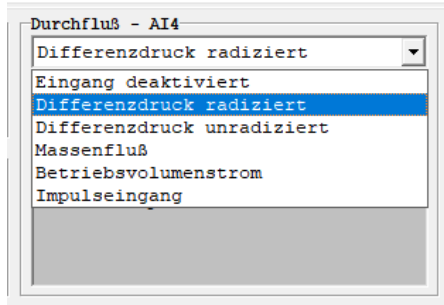 Durchfluß - AI4
Differenzdruck radiziert
Eingang deaktiviert
Differenzdruck radiziert
Differenzdruck unradiziert
Massenfluß
Betriebsvolumenstrom
Impulseingang